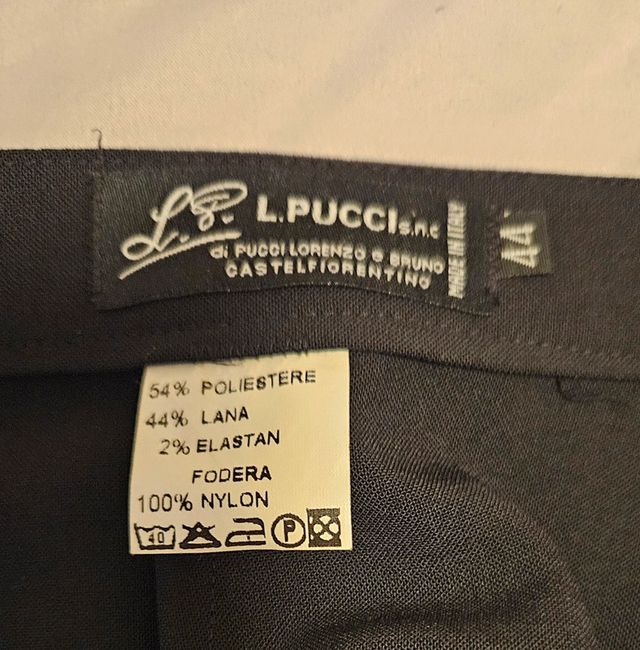 L.P. L.PUCCI s.n.c
di PUCCI LORENZO e BRUNO
CASTELFIORENTINO
MADE IN ITALY
44
54% POLIESTERE
44% LANA
2% ELASTAN
FODERA
100% NYLON
40 P